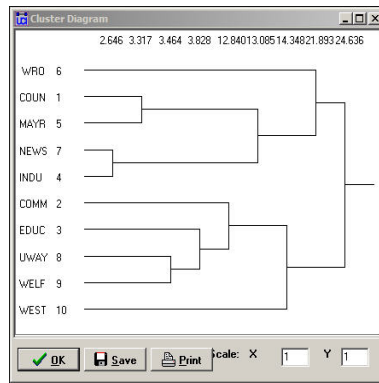 Cluster Diagram
2.646 3.317 3.464 3.828 12.840 13.085 14.348 21.893 24.636
WRO 6
COUN 1
MAYR 5
NEWS 7
INDU 4
COMM 2
EDUC 3
UWAY 8
WELF 9
WEST 10
OK Save Print Scale: X 1 Y 1